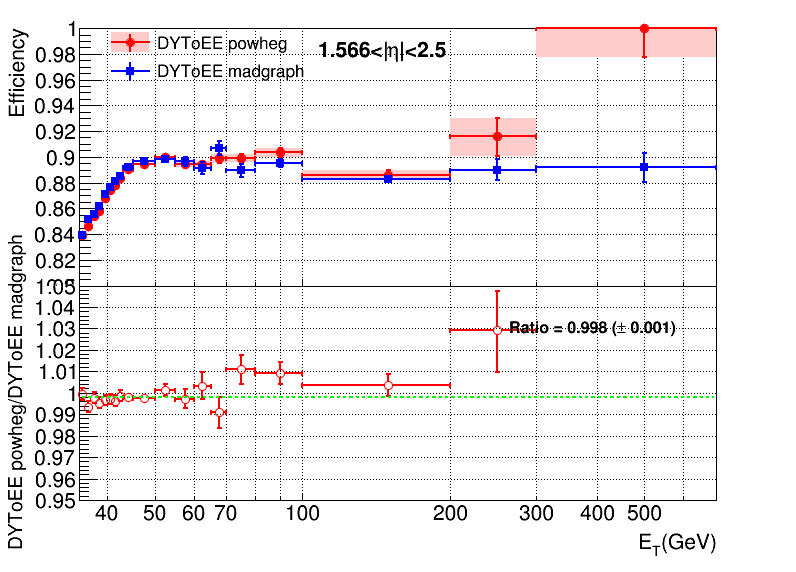 Efficiency
1
0.98
0.96
0.94
0.92
0.9
0.88
0.86
0.84
0.82
DYToEE powheg
DYToEE madgraph
1.566<|η|<2.5
DYToEE powheg/DYToEE madgraph
1.05
1.04
1.03
1.02
1.01
1
0.99
0.98
0.97
0.96
0.95
Ratio = 0.998 (± 0.001)
40 50 60 70 100 200 300 400 500
E_T(GeV)